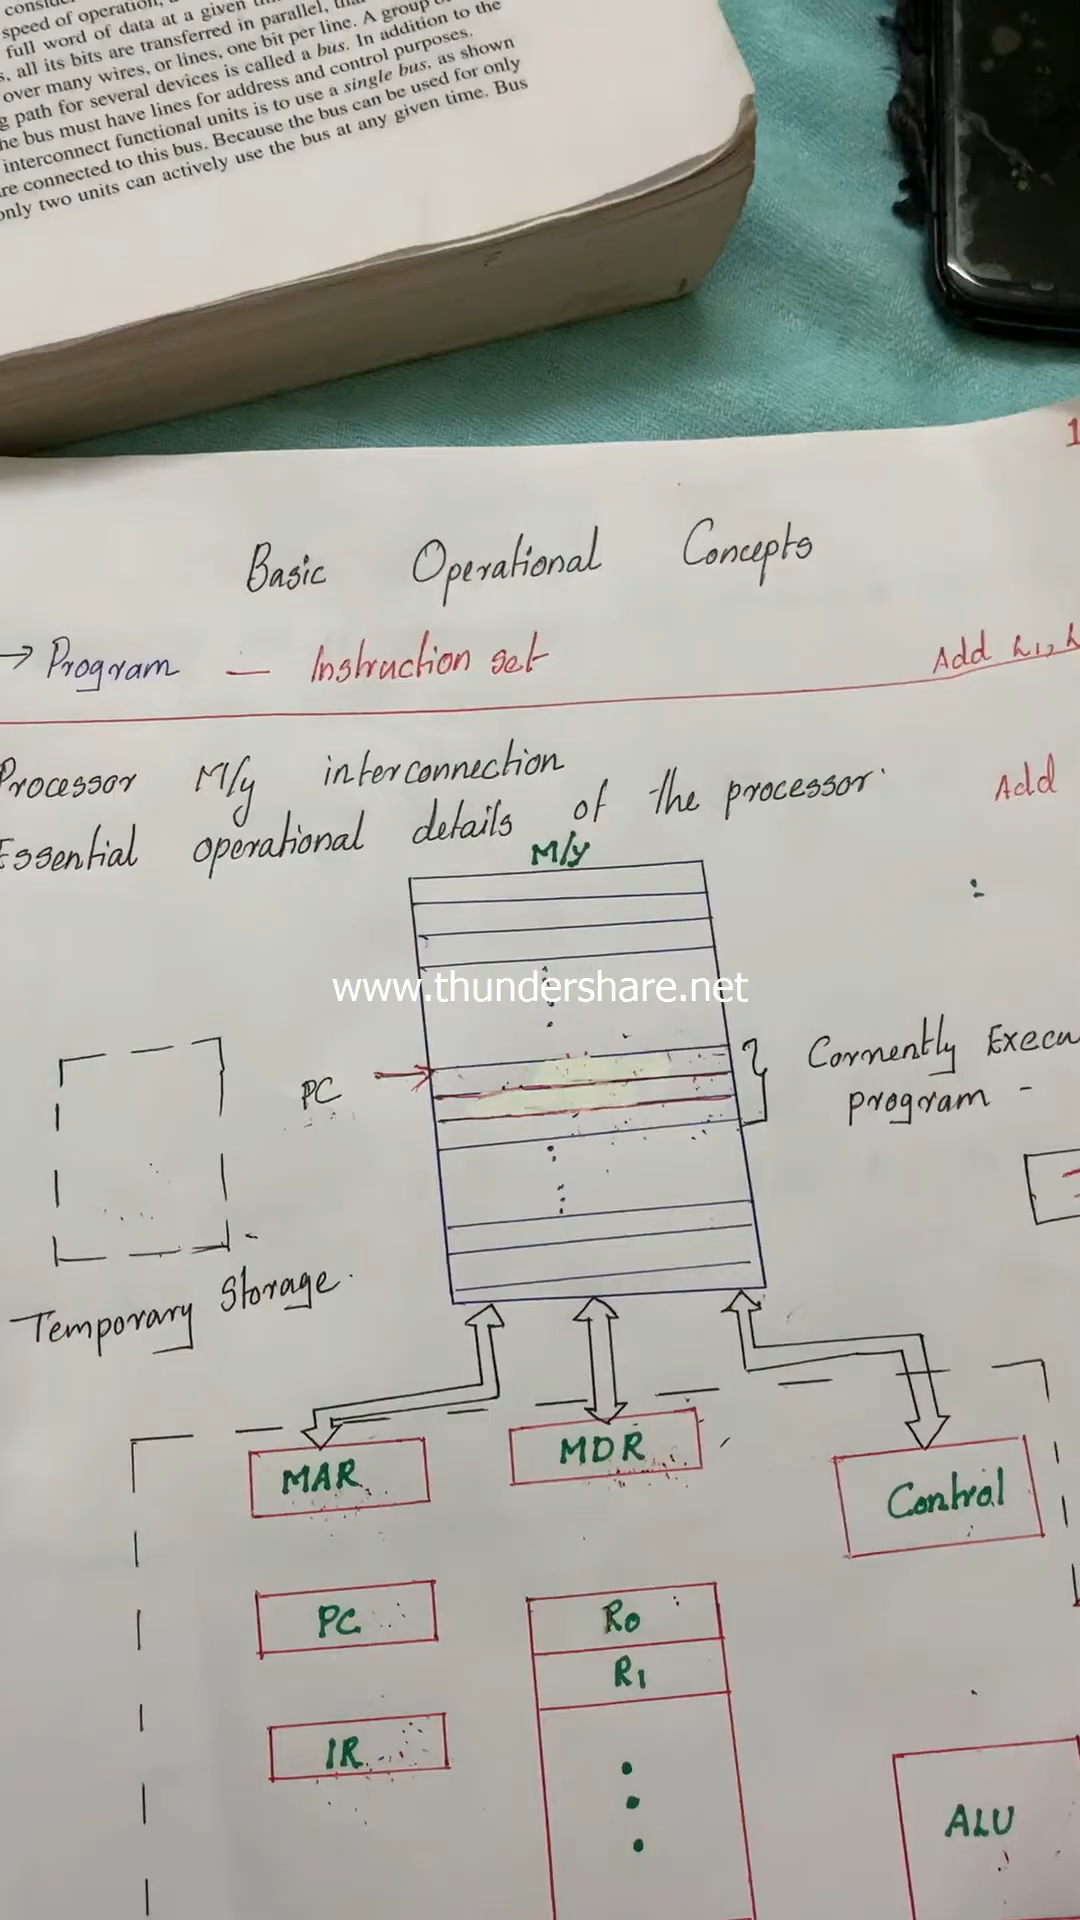 speed of operation,
full word of data at a given
s, all its bits are transferred in parallel,
over many wires, or lines, one bit per line. A group
g path for several devices is called a bus. In addition to the
he bus must have lines for address and control purposes.
interconnect functional units is to use a single bus, as shown
re connected to this bus. Because the bus can be used for only
only two units can actively use the bus at any given time. Bus
1
Basic Operational Concepts
→ Program — Instruction set
Add
Processor M/y interconnection
Add
Essential operational details of the processor.
M/y
www.thundershare.net
PC
Cornently Execu
program -
Temporary Storage.
MAR
MDR
Control
PC
R0
R1
IR
ALU